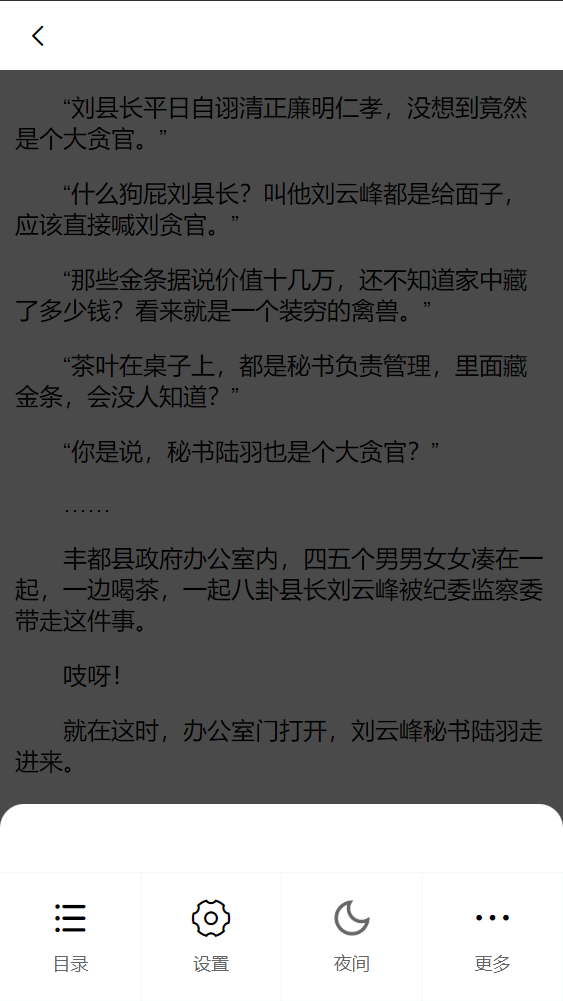 “刘县长平日自诩清正廉明仁孝，没想到竟然
是个大贪官。”
“什么狗屁刘县长？叫他刘云峰都是给面子，
应该直接喊刘贪官。”
“那些金条据说价值十几万，还不知道家中藏
了多少钱？看来就是一个装穷的禽兽。”
“茶叶在桌子上，都是秘书负责管理，里面藏
金条，会没人知道？”
“你是说，秘书陆羽也是个大贪官？”
……
丰都县政府办公室内，四五个男男女女凑在一
起，一边喝茶，一起八卦县长刘云峰被纪委监察委
带走这件事。
吱呀！
就在这时，办公室门打开，刘云峰秘书陆羽走
进来。
目录
设置
夜间
更多